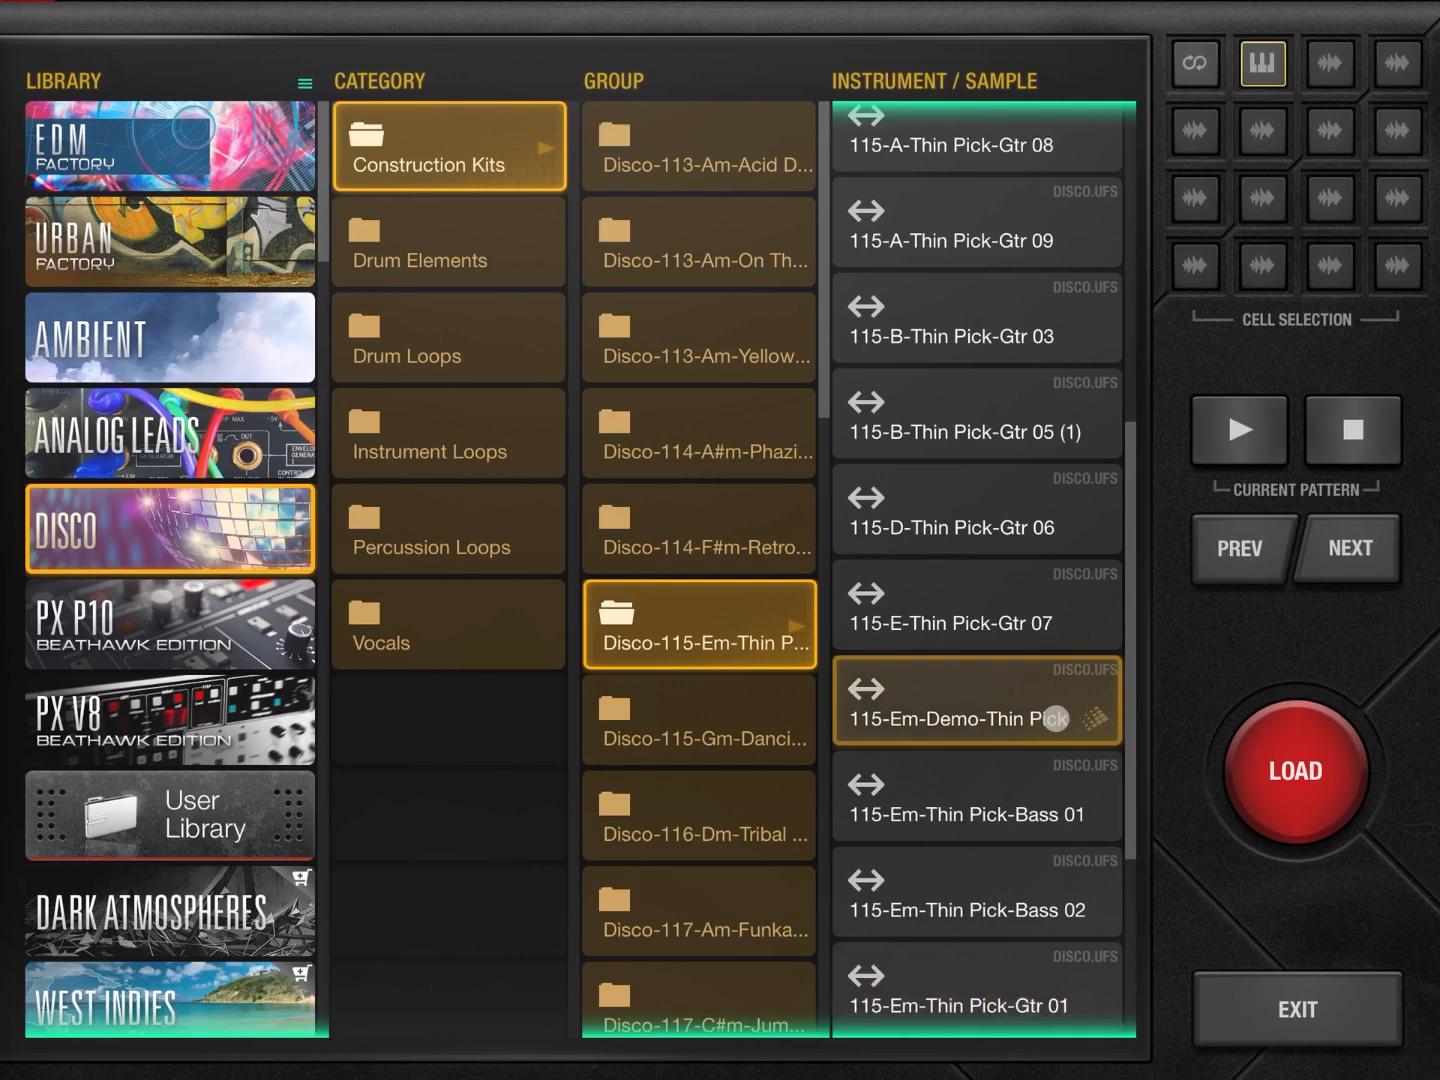 LIBRARY
CATEGORY
GROUP
INSTRUMENT / SAMPLE
EDM
FACTORY
URBAN
FACTORY
AMBIENT
ANALOG LEADS
DISCO
PX P10
BEATHAWK EDITION
PX V8
BEATHAWK EDITION
User
Library
DARK ATMOSPHERES
WEST INDIES
Construction Kits
Drum Elements
Drum Loops
Instrument Loops
Percussion Loops
Vocals
Disco-113-Am-Acid D...
Disco-113-Am-On Th...
Disco-113-Am-Yellow...
Disco-114-A#m-Phazi...
Disco-114-F#m-Retro...
Disco-115-Em-Thin P...
Disco-115-Gm-Danci...
Disco-116-Dm-Tribal ...
Disco-117-Am-Funka...
Disco-117-C#m-Jum...
115-A-Thin Pick-Gtr 08
DISCO.UFS
115-A-Thin Pick-Gtr 09
DISCO.UFS
115-B-Thin Pick-Gtr 03
DISCO.UFS
115-B-Thin Pick-Gtr 05 (1)
DISCO.UFS
115-D-Thin Pick-Gtr 06
DISCO.UFS
115-E-Thin Pick-Gtr 07
DISCO.UFS
115-Em-Demo-Thin Pick
DISCO.UFS
115-Em-Thin Pick-Bass 01
DISCO.UFS
115-Em-Thin Pick-Bass 02
DISCO.UFS
115-Em-Thin Pick-Gtr 01
CELL SELECTION
CURRENT PATTERN
PREV
NEXT
LOAD
EXIT